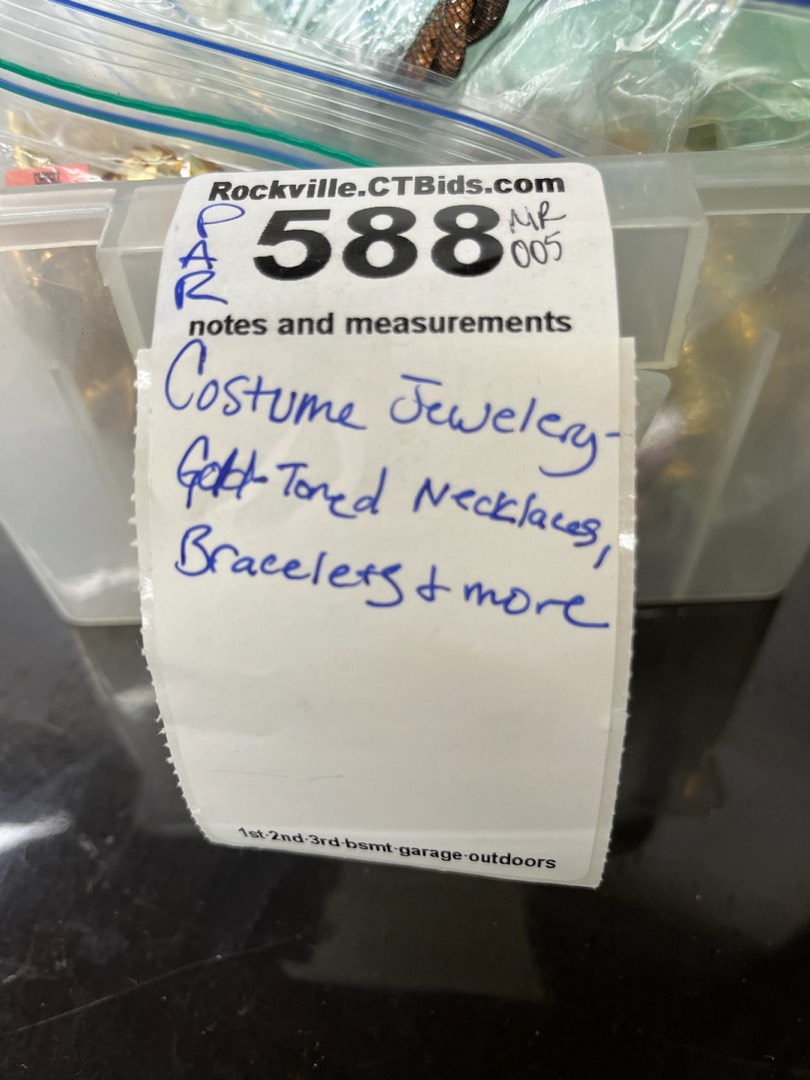 Rockville.CTBids.com
PAR
588
MR
005
notes and measurements
Costume Jewelery-
Gold-Toned Necklaces,
Bracelets + more
1st-2nd-3rd-bsmt-garage-outdoors